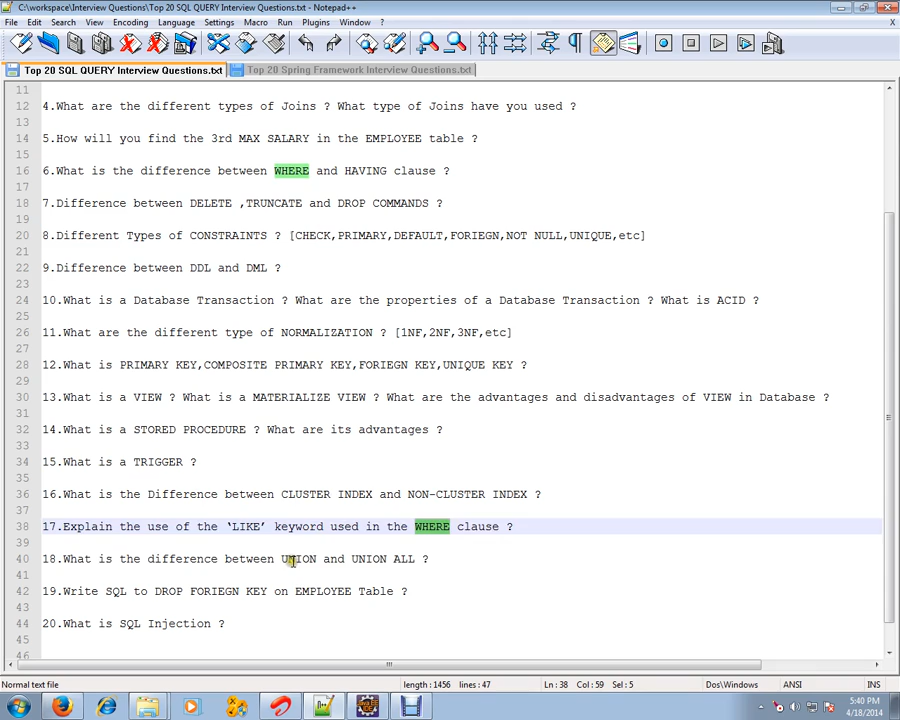 C:\workspace\Interview Questions\Top 20 SQL QUERY Interview Questions.txt - Notepad++
File Edit Search View Encoding Language Settings Macro Run Plugins Window ?
Top 20 SQL QUERY Interview Questions.txt Top 20 Spring Framework Interview Questions.txt
11
12 4.What are the different types of Joins ? What type of Joins have you used ?
13
14 5.How will you find the 3rd MAX SALARY in the EMPLOYEE table ?
15
16 6.What is the difference between WHERE and HAVING clause ?
17
18 7.Difference between DELETE ,TRUNCATE and DROP COMMANDS ?
19
20 8.Different Types of CONSTRAINTS ? [CHECK,PRIMARY,DEFAULT,FORIEGN,NOT NULL,UNIQUE,etc]
21
22 9.Difference between DDL and DML ?
23
24 10.What is a Database Transaction ? What are the properties of a Database Transaction ? What is ACID ?
25
26 11.What are the different type of NORMALIZATION ? [1NF,2NF,3NF,etc]
27
28 12.What is PRIMARY KEY,COMPOSITE PRIMARY KEY,FORIEGN KEY,UNIQUE KEY ?
29
30 13.What is a VIEW ? What is a MATERIALIZE VIEW ? What are the advantages and disadvantages of VIEW in Database ?
31
32 14.What is a STORED PROCEDURE ? What are its advantages ?
33
34 15.What is a TRIGGER ?
35
36 16.What is the Difference between CLUSTER INDEX and NON-CLUSTER INDEX ?
37
38 17.Explain the use of the ‘LIKE’ keyword used in the WHERE clause ?
39
40 18.What is the difference between UNION and UNION ALL ?
41
42 19.Write SQL to DROP FORIEGN KEY on EMPLOYEE Table ?
43
44 20.What is SQL Injection ?
45
46
Normal text file length : 1456 lines : 47 Ln : 38 Col : 59 Sel : 5 Dos\Windows ANSI INS
5:40 PM
4/18/2014